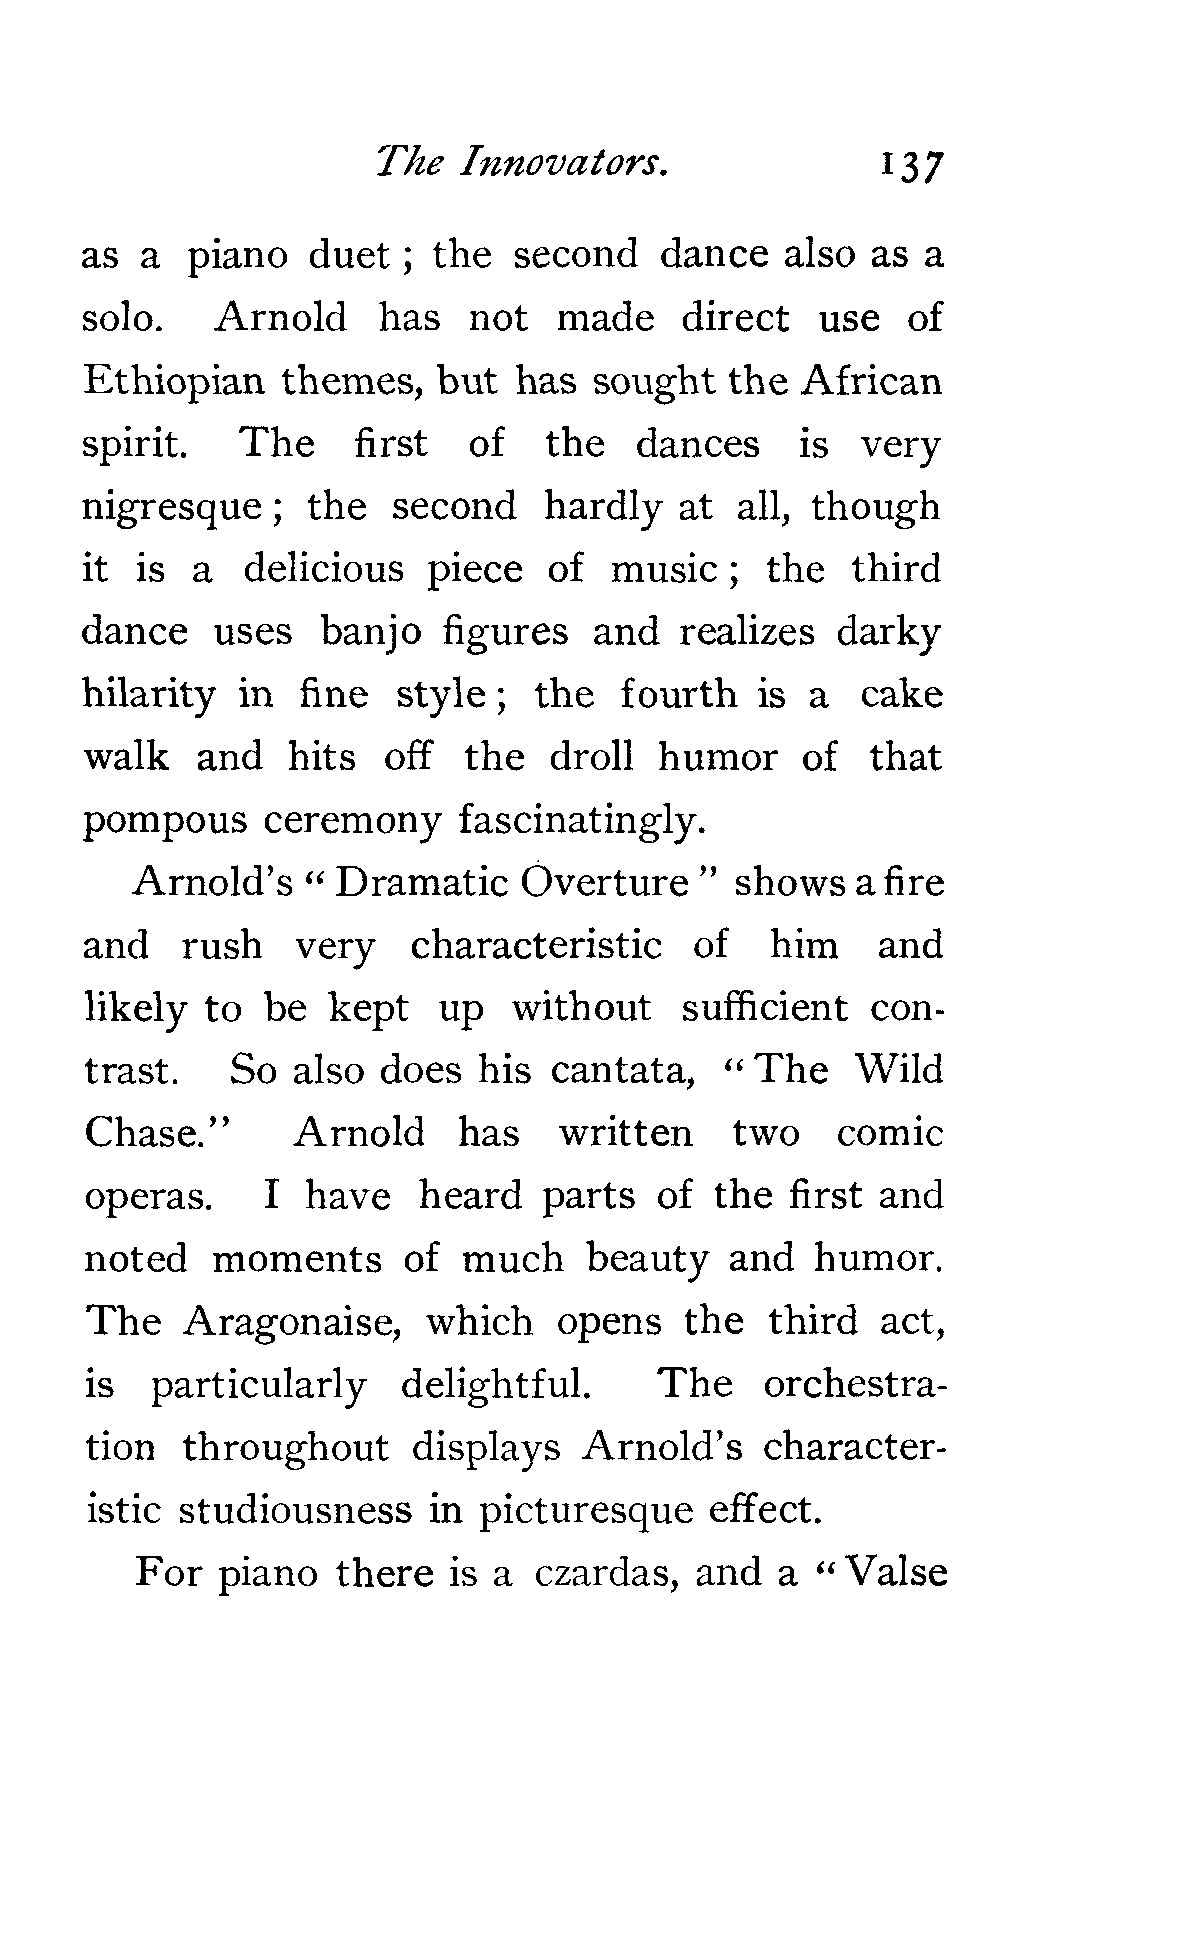 The Innovators. 137
as a piano duet ; the second dance also as a
solo. Arnold has not made direct use of
Ethiopian themes, but has sought the African
spirit. The first of the dances is very
nigresque ; the second hardly at all, though
it is a delicious piece of music ; the third
dance uses banjo figures and realizes darky
hilarity in fine style ; the fourth is a cake
walk and hits off the droll humor of that
pompous ceremony fascinatingly.
Arnold's " Dramatic Overture " shows a fire
and rush very characteristic of him and
likely to be kept up without sufficient con-
trast. So also does his cantata, " The Wild
Chase." Arnold has written two comic
operas. I have heard parts of the first and
noted moments of much beauty and humor.
The Aragonaise, which opens the third act,
is particularly delightful. The orchestra-
tion throughout displays Arnold's character-
istic studiousness in picturesque effect.
For piano there is a czardas, and a " Valse